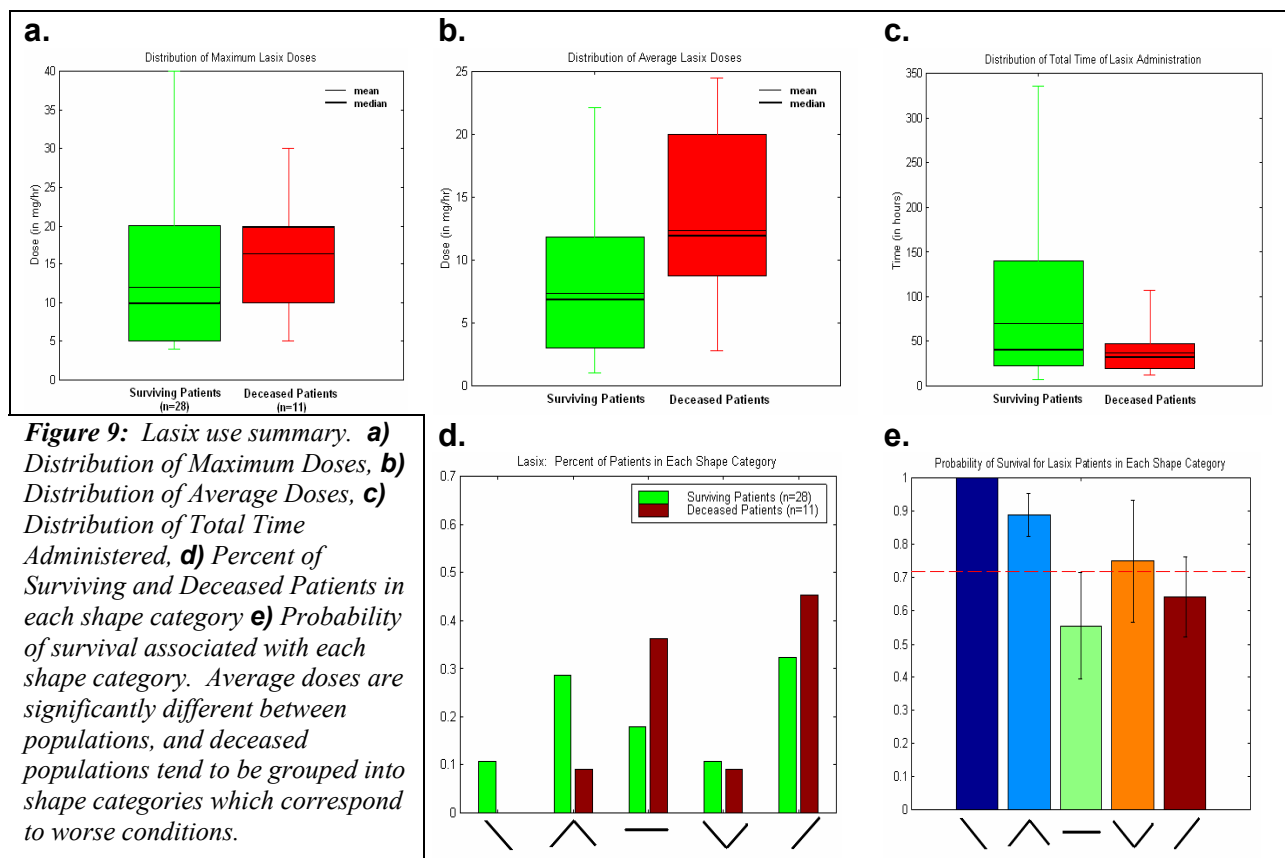 a.
Distribution of Maximum Lasix Doses
40
35
30
25
20
15
10
5
0
Dose (in mg/hr)
mean
median
Surviving Patients
(n=28)
Deceased Patients
(n=11)
b.
Distribution of Average Lasix Doses
25
20
15
10
5
0
Dose (in mg/hr)
mean
median
Surviving Patients
Deceased Patients
c.
Distribution of Total Time of Lasix Administration
350
300
250
200
150
100
50
0
Time (in hours)
Surviving Patients
Deceased Patients
Figure 9: Lasix use summary. a)
Distribution of Maximum Doses, b)
Distribution of Average Doses, c)
Distribution of Total Time
Administered, d) Percent of
Surviving and Deceased Patients in
each shape category e) Probability
of survival associated with each
shape category. Average doses are
significantly different between
populations, and deceased
populations tend to be grouped into
shape categories which correspond
to worse conditions.
d.
Lasix: Percent of Patients in Each Shape Category
0.7
0.6
0.5
0.4
0.3
0.2
0.1
0
Surviving Patients (n=28)
Deceased Patients (n=11)
e.
Probability of Survival for Lasix Patients in Each Shape Category
1
0.9
0.8
0.7
0.6
0.5
0.4
0.3
0.2
0.1
0